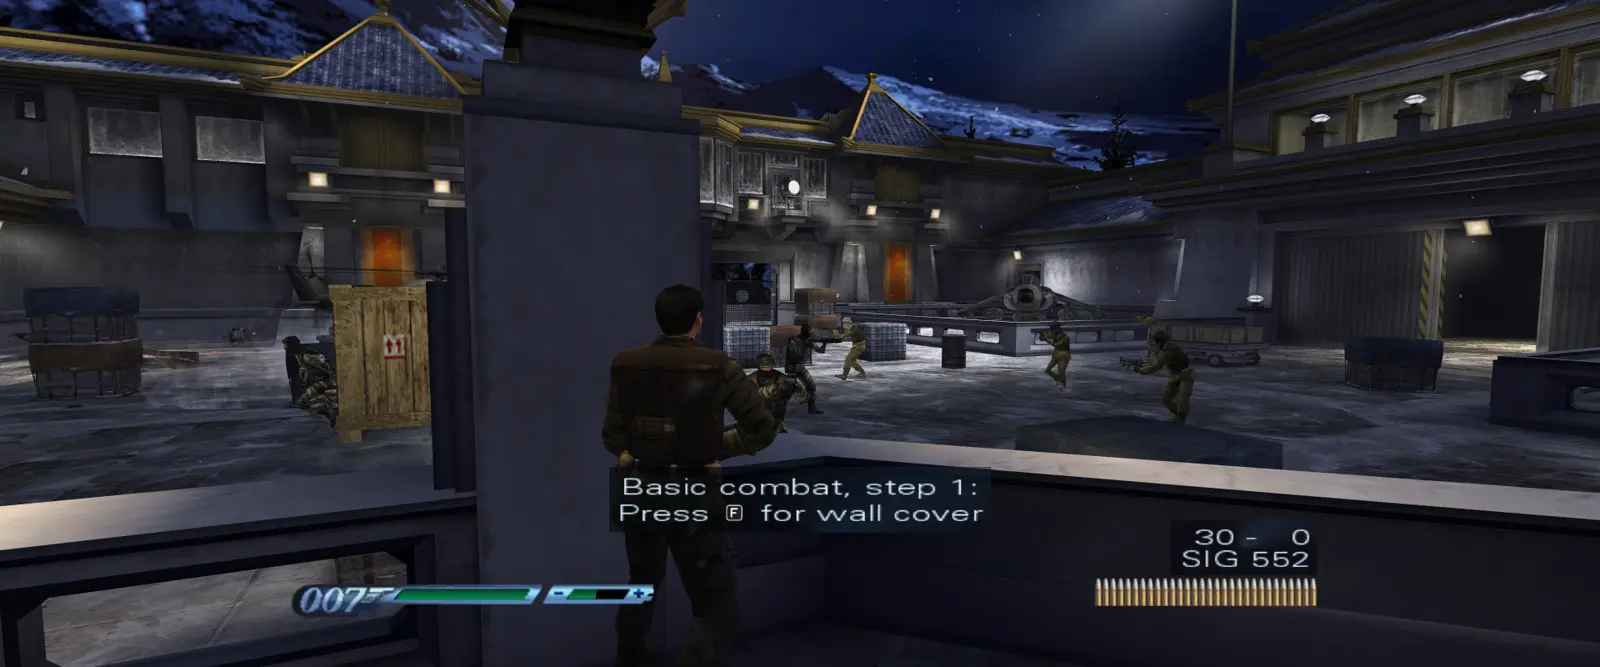 Basic combat, step 1:
Press F for wall cover
30 - 0
SIG 552
007